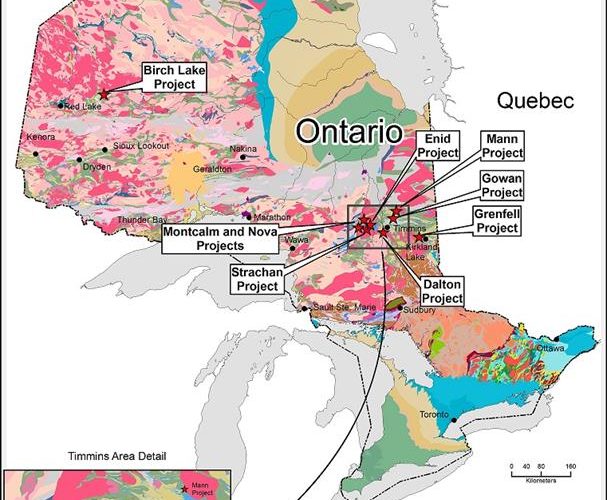 Birch Lake
Project
Red Lake
Quebec
Ontario
Enid
Project
Mann
Project
Kenora
Sioux Lookout
Nakina
Dryden
Geraldton
Gowan
Project
Grenfell
Project
Thunder Bay
Marathon
Timmins
Montcalm and Nova
Projects
Wawa
Kirkland
Lake
Strachan
Project
Dalton
Project
Sault Ste. Marie
Sudbury
Ottawa
Toronto
Timmins Area Detail
0 40 80 160
Kilometers
Mann
Project